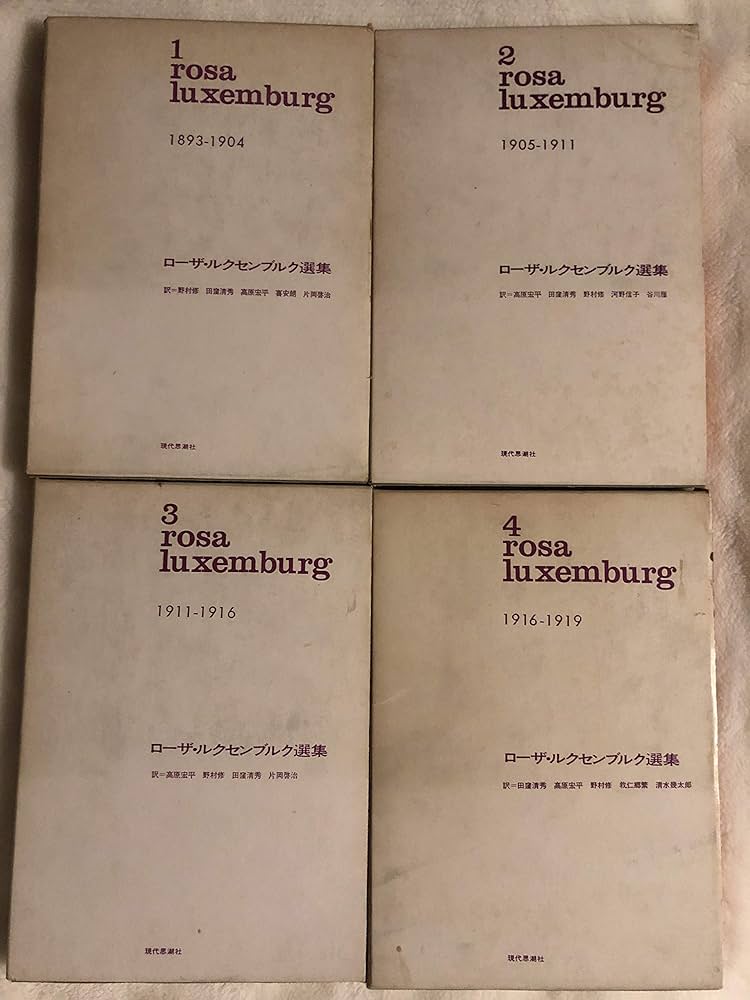 1
rosa
luxemburg
1893-1904
ローザ・ルクセンブルク選集
訳=野村修 田窪清秀 高原宏平 喜安朗 片岡啓治
現代思潮社
2
rosa
luxemburg
1905-1911
ローザ・ルクセンブルク選集
訳=高原宏平 田窪清秀 野村修 河野信子 谷川雁
現代思潮社
3
rosa
luxemburg
1911-1916
ローザ・ルクセンブルク選集
訳=高原宏平 野村修 田窪清秀 片岡啓治
現代思潮社
4
rosa
luxemburg
1916-1919
ローザ・ルクセンブルク選集
訳=田窪清秀 高原宏平 野村修 救仁郷繁 清水幾太郎
現代思潮社